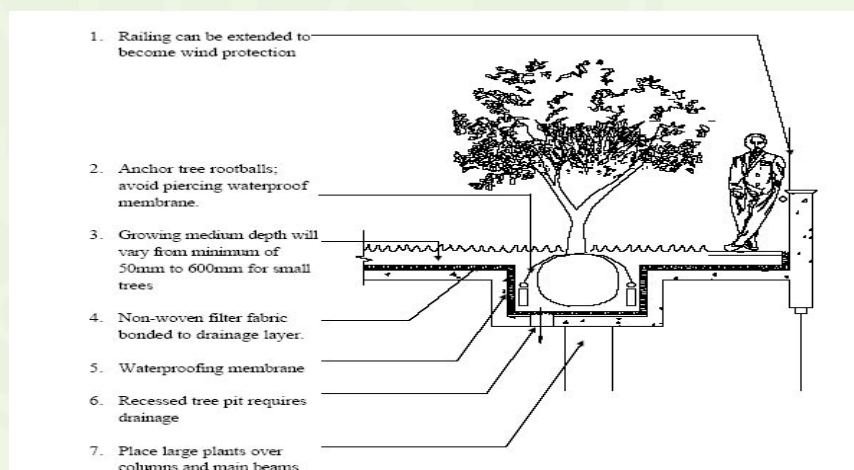 1. Railing can be extended to
become wind protection
2. Anchor tree rootballs;
avoid piercing waterproof
membrane.
3. Growing medium depth will
vary from minimum of
50mm to 600mm for small
trees
4. Non-woven filter fabric
bonded to drainage layer.
5. Waterproofing membrane
6. Recessed tree pit requires
drainage
7. Place large plants over
columns and main beams